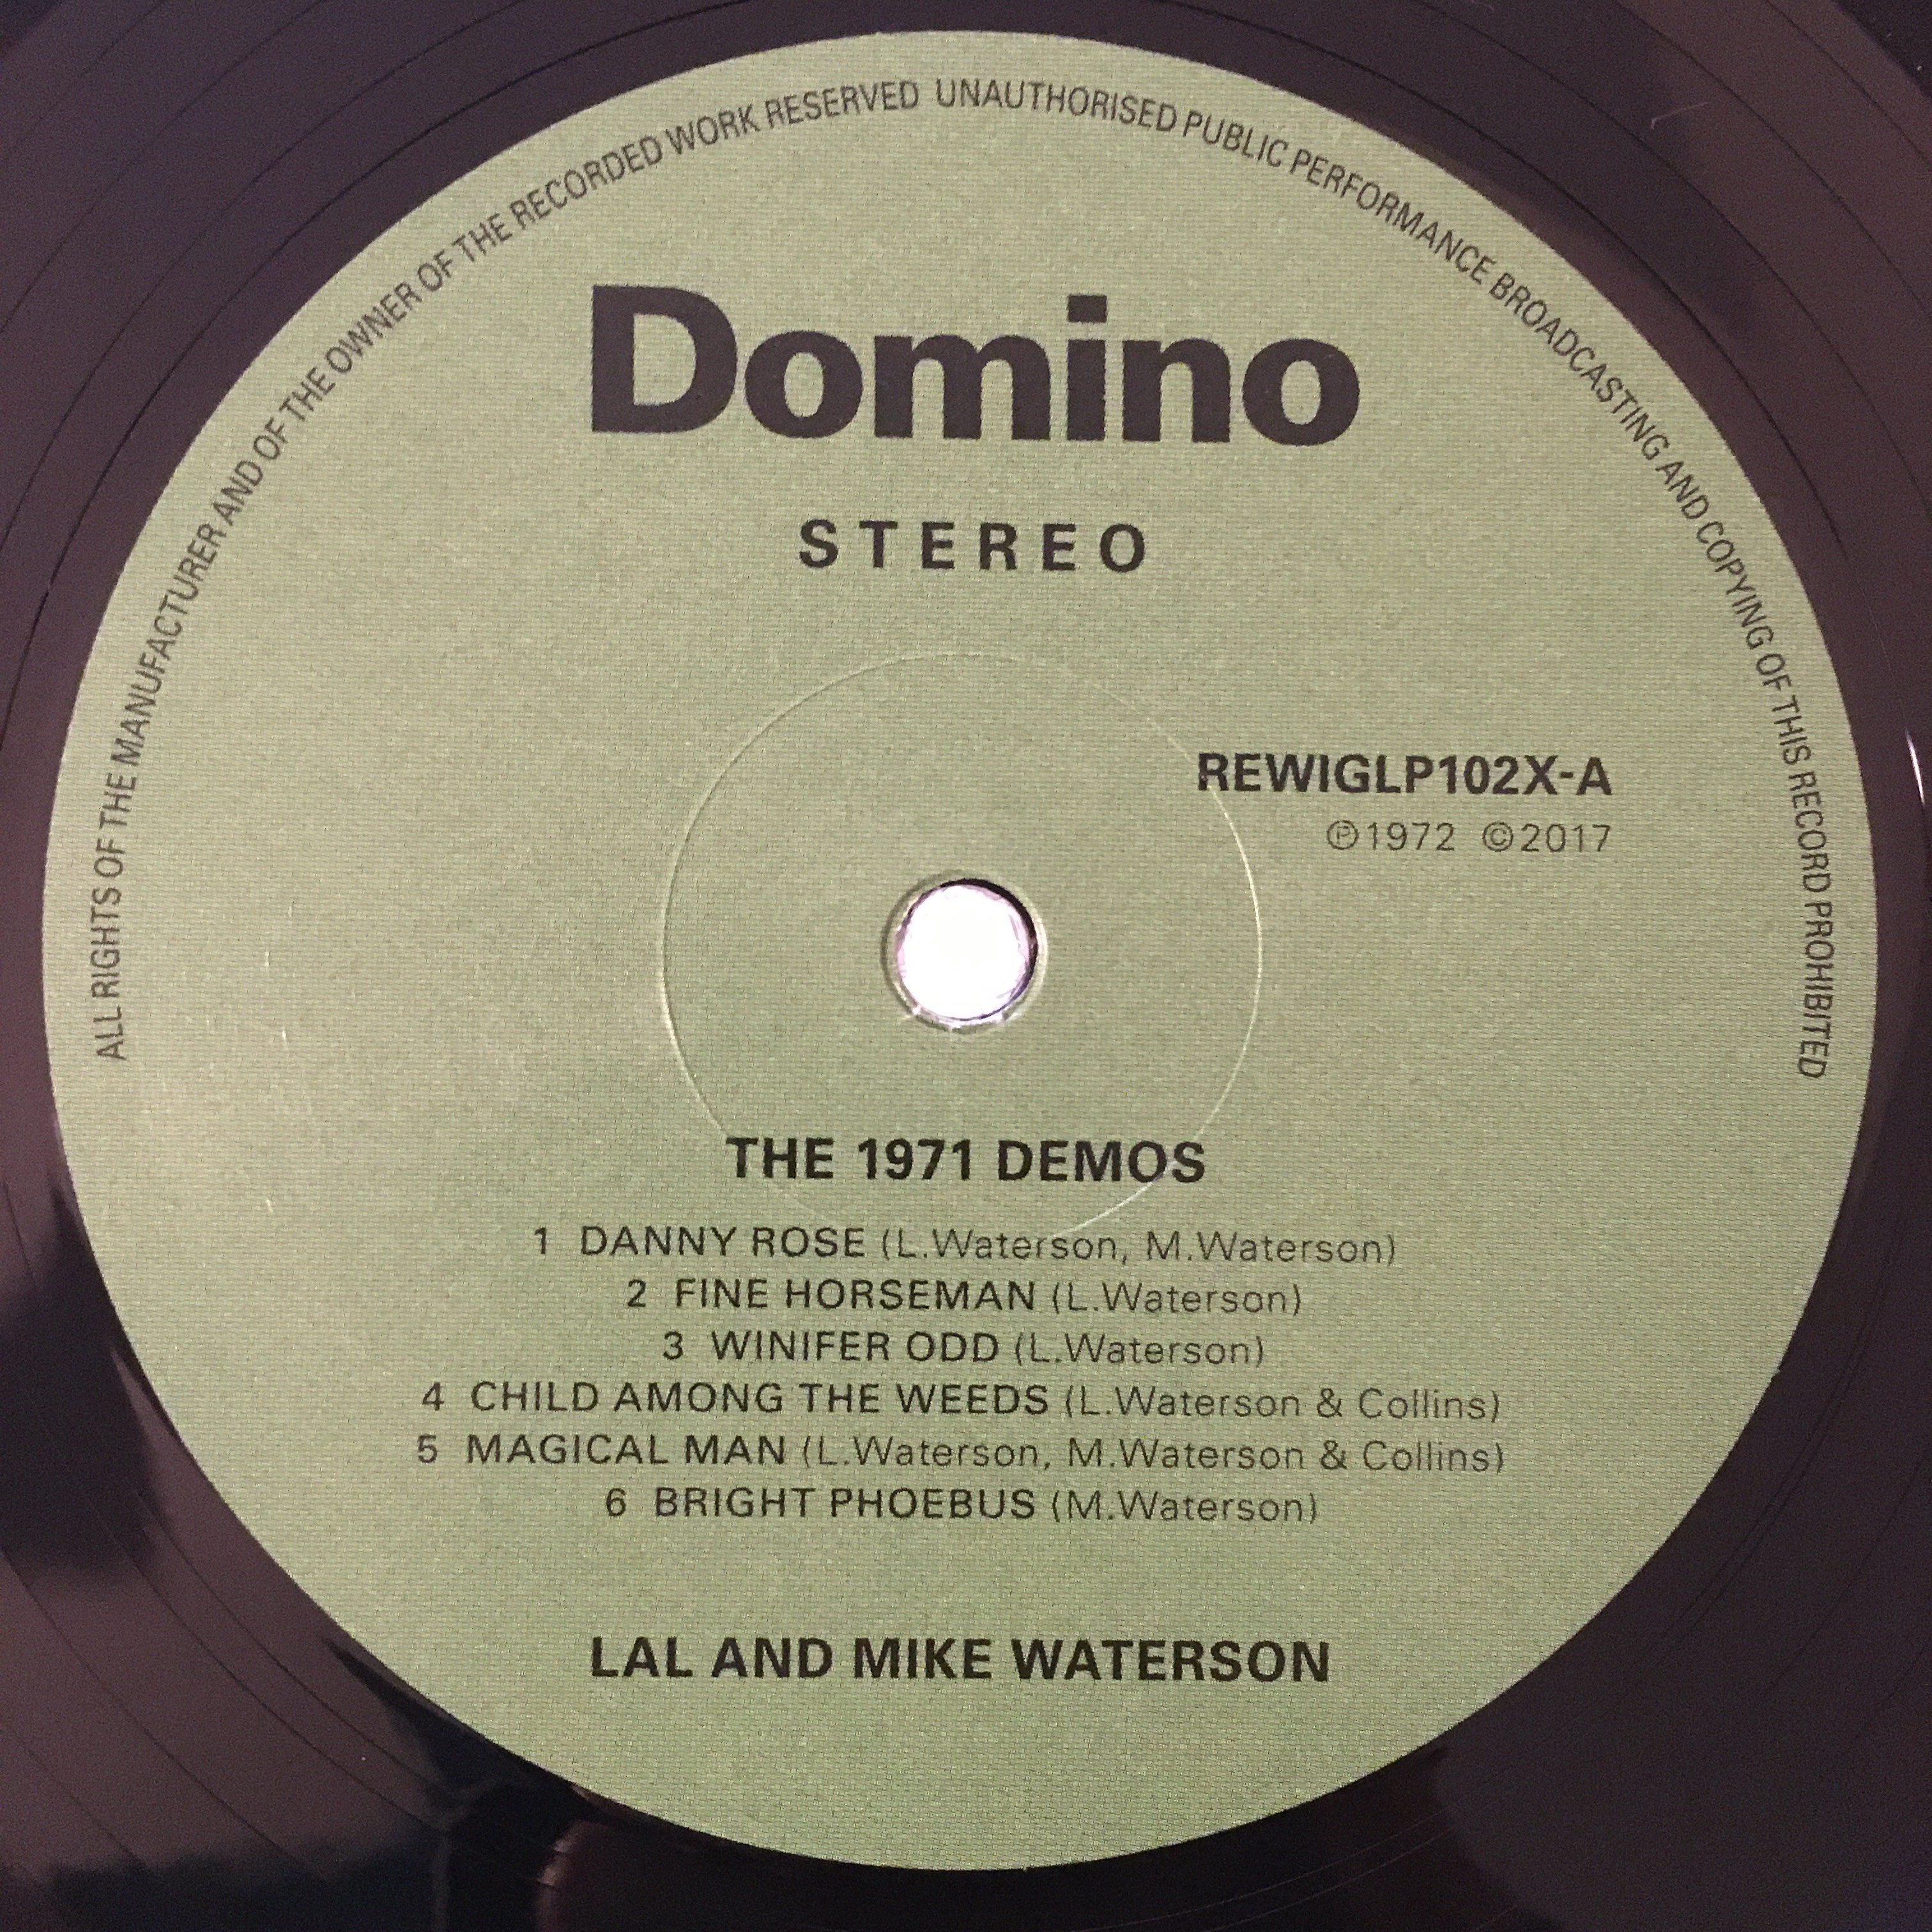 ALL RIGHTS OF THE MANUFACTURER AND OF THE OWNER OF THE RECORDED WORK RESERVED UNAUTHORISED PUBLIC PERFORMANCE BROADCASTING AND COPYING OF THIS RECORD PROHIBITED
Domino
STEREO
REWIGLP102X-A
℗1972 ©2017
THE 1971 DEMOS
1 DANNY ROSE (L.Waterson, M.Waterson)
2 FINE HORSEMAN (L.Waterson)
3 WINIFER ODD (L.Waterson)
4 CHILD AMONG THE WEEDS (L.Waterson & Collins)
5 MAGICAL MAN (L.Waterson, M.Waterson & Collins)
6 BRIGHT PHOEBUS (M.Waterson)
LAL AND MIKE WATERSON